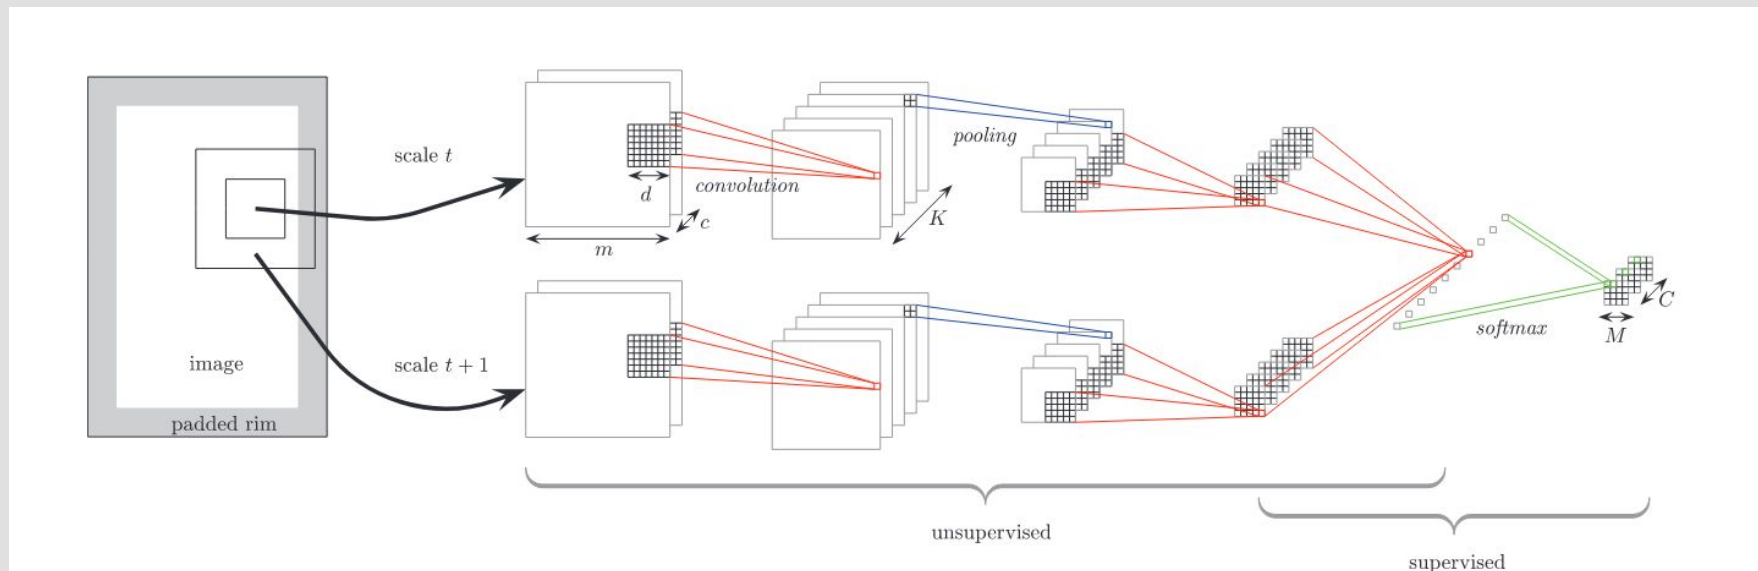 scale t
d
convolution
c
m
K
pooling
image
padded rim
scale t + 1
softmax
M
C
unsupervised
supervised